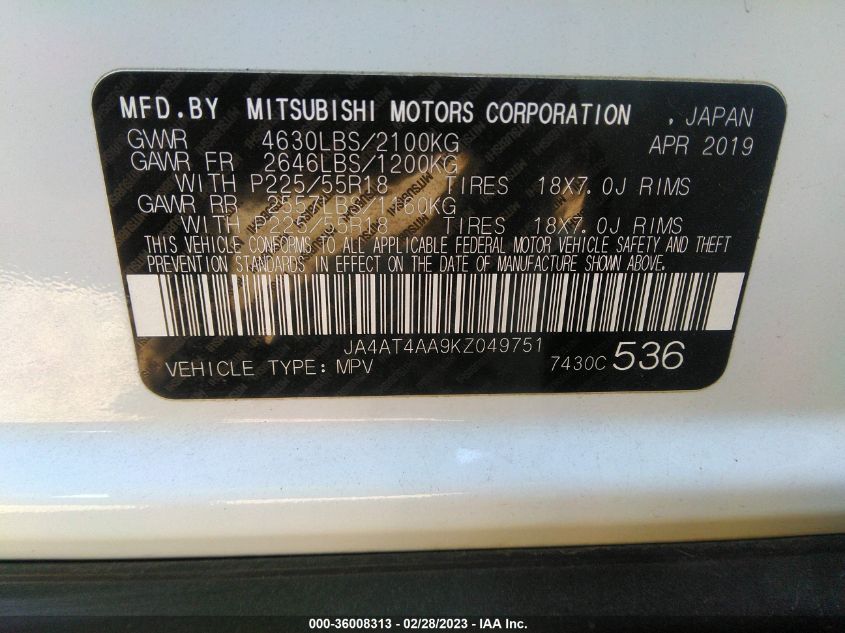 MFD.BY MITSUBISHI MOTORS CORPORATION , JAPAN
GVWR 4630LBS/2100KG APR 2019
GAWR FR 2646LBS/1200KG
WITH P225/55R18 TIRES 18X7.0J RIMS
GAWR RR 2557LBS/1160KG
WITH P225/55R18 TIRES 18X7.0J RIMS
THIS VEHICLE CONFORMS TO ALL APPLICABLE FEDERAL MOTOR VEHICLE SAFETY AND THEFT
PREVENTION STANDARDS IN EFFECT ON THE DATE OF MANUFACTURE SHOWN ABOVE.
JA4AT4AA9KZ049751
VEHICLE TYPE: MPV 7430C 536
000-36008313 - 02/28/2023 - IAA Inc.